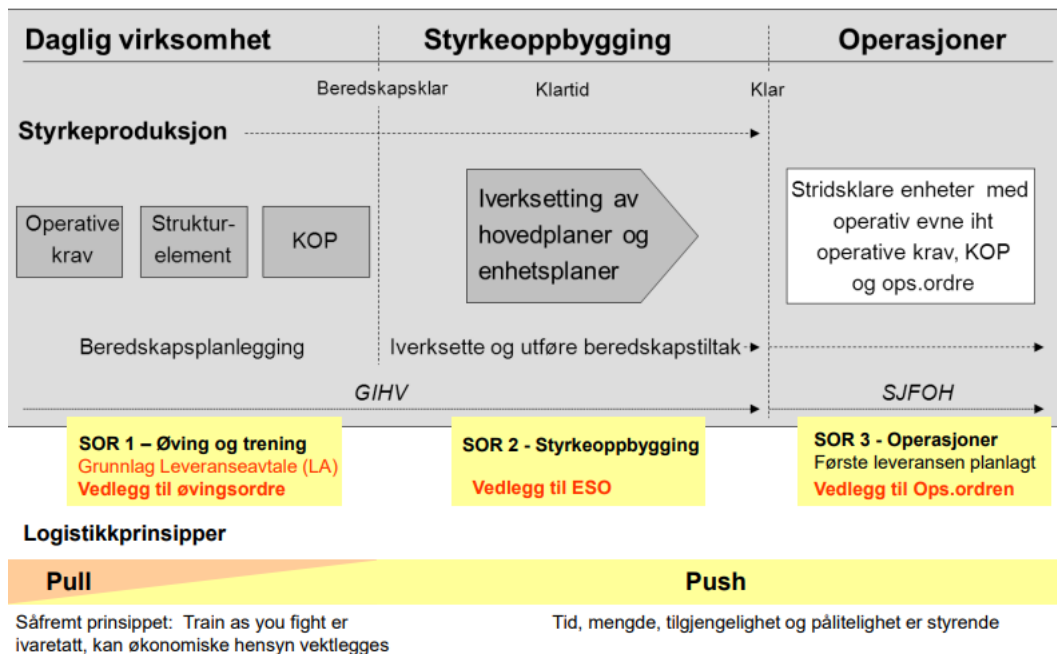 Daglig virksomhet
Styrkeoppbygging
Operasjoner
Beredskapsklar
Klartid
Klar
Styrkeproduksjon
Operative
krav
Struktur-
element
KOP
Iverksetting av
hovedplaner og
enhetsplaner
Stridsklare enheter med
operativ evne iht
operative krav, KOP
og ops.ordre
Beredskapsplanlegging
Iverksette og utføre beredskapstiltak
GIHV
SJFOH
SOR 1 – Øving og trening
Grunnlag Leveranseavtale (LA)
Vedlegg til øvingsordre
SOR 2 - Styrkeoppbygging
Vedlegg til ESO
SOR 3 - Operasjoner
Første leveransen planlagt
Vedlegg til Ops.ordren
Logistikkprinsipper
Pull
Push
Såfremt prinsippet: Train as you fight er
ivaretatt, kan økonomiske hensyn vektlegges
Tid, mengde, tilgjengelighet og pålitelighet er styrende